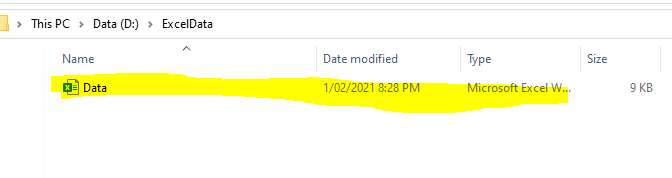 This PC > Data (D:) > ExcelData
Name Date modified Type Size
Data 1/02/2021 8:28 PM Microsoft Excel W... 9 KB